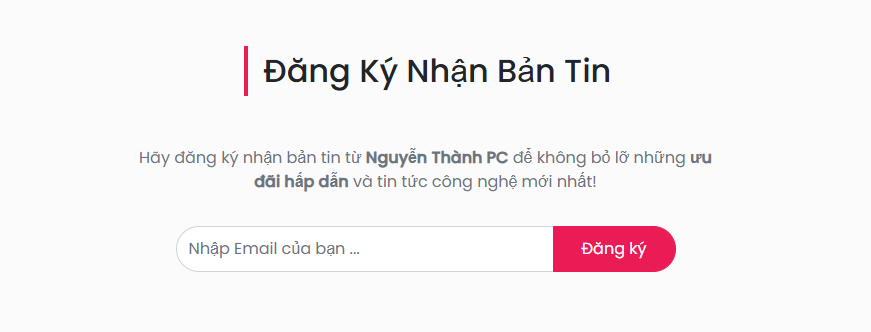 Đăng Ký Nhận Bản Tin
Hãy đăng ký nhận bản tin từ Nguyễn Thành PC để không bỏ lỡ những ưu
đãi hấp dẫn và tin tức công nghệ mới nhất!
Nhập Email của bạn ...
Đăng ký